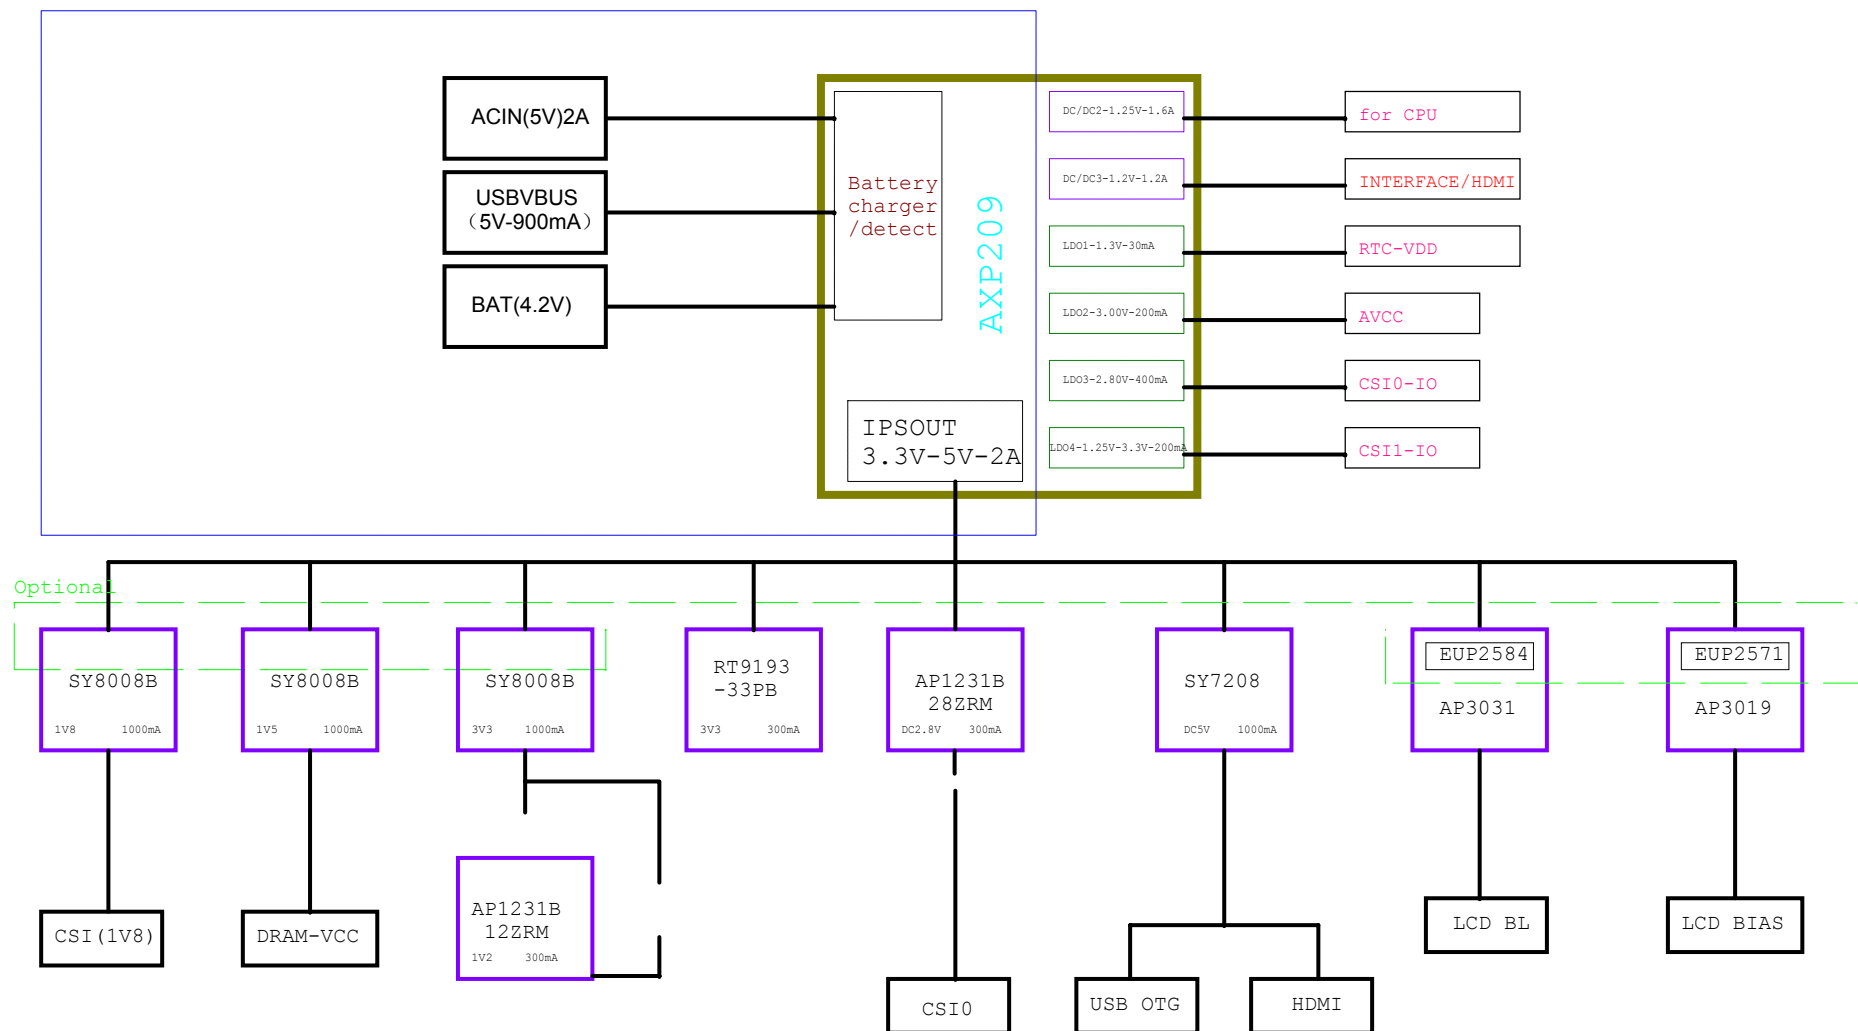 ACIN(5V)2A
USBVBUS
（5V-900mA）
BAT(4.2V)
Battery
charger
/detect
AXP209
IPSOUT
3.3V-5V-2A
DC/DC2-1.25V-1.6A
for CPU
DC/DC3-1.2V-1.2A
INTERFACE/HDMI
LDO1-1.3V-30mA
RTC-VDD
LDO2-3.00V-200mA
AVCC
LDO3-2.80V-400mA
CSI0-IO
LDO4-1.25V-3.3V-200mA
CSI1-IO
Optional
SY8008B
1V8 1000mA
SY8008B
1V5 1000mA
SY8008B
3V3 1000mA
RT9193
-33PB
3V3 300mA
AP1231B
28ZRM
DC2.8V 300mA
SY7208
DC5V 1000mA
EUP2584
AP3031
EUP2571
AP3019
CSI(1V8)
DRAM-VCC
AP1231B
12ZRM
1V2 300mA
CSI0
USB OTG
HDMI
LCD BL
LCD BIAS